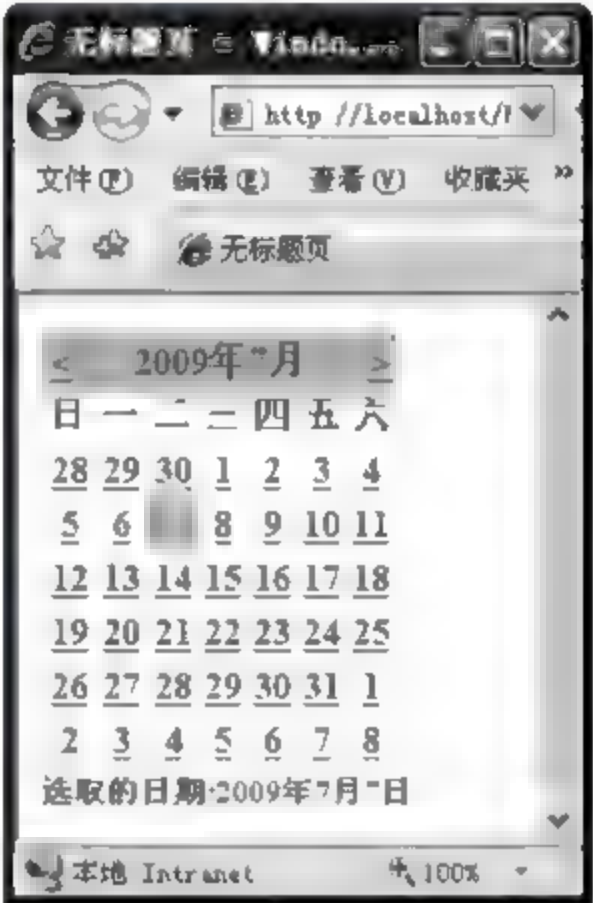 无标题页 - Windo...
http://localhost/
文件(F) 编辑(E) 查看(V) 收藏夹 »
无标题页
< 2009年7月 >
日 一 二 三 四 五 六
28 29 30 1 2 3 4
5 6 8 9 10 11
12 13 14 15 16 17 18
19 20 21 22 23 24 25
26 27 28 29 30 31 1
2 3 4 5 6 7 8
选取的日期:2009年7月7日
本地 Intranet 100%